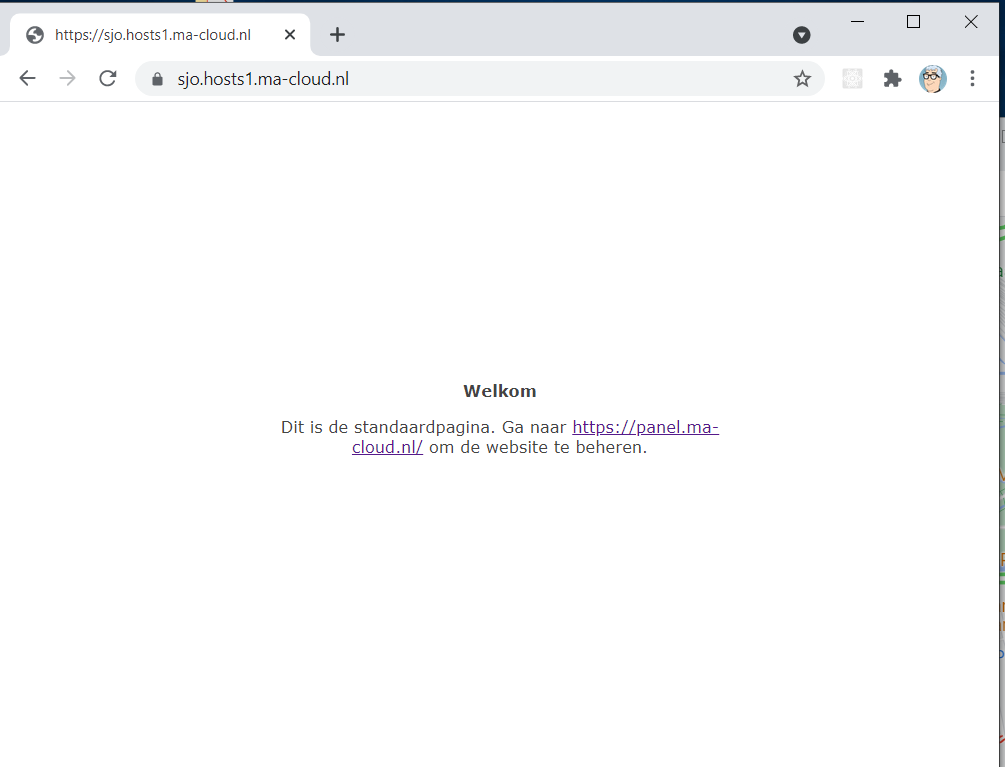 https://sjo.hosts1.ma-cloud.nl
sjo.hosts1.ma-cloud.nl
Welkom
Dit is de standaardpagina. Ga naar https://panel.ma-
cloud.nl/ om de website te beheren.